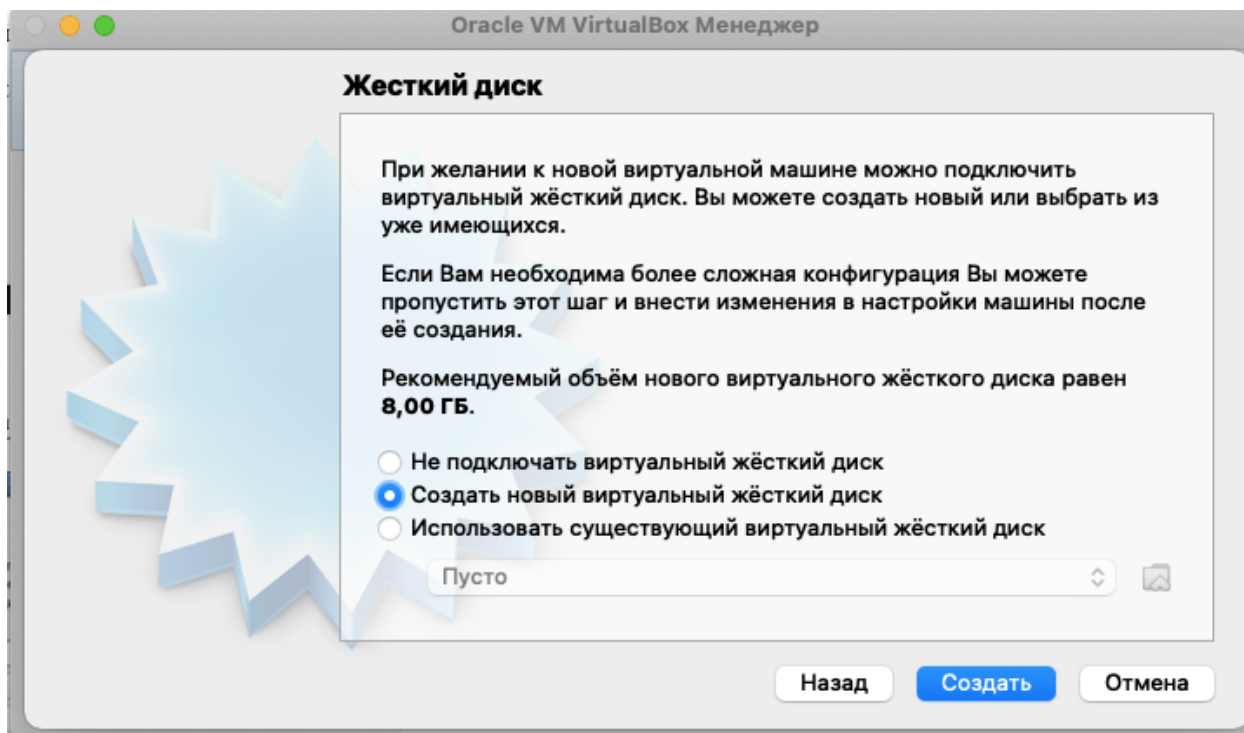 Oracle VM VirtualBox Менеджер
Жесткий диск
При желании к новой виртуальной машине можно подключить
виртуальный жёсткий диск. Вы можете создать новый или выбрать из
уже имеющихся.
Если Вам необходима более сложная конфигурация Вы можете
пропустить этот шаг и внести изменения в настройки машины после
её создания.
Рекомендуемый объём нового виртуального жёсткого диска равен
8,00 ГБ.
Не подключать виртуальный жёсткий диск
Создать новый виртуальный жёсткий диск
Использовать существующий виртуальный жёсткий диск
Пусто
Назад Создать Отмена